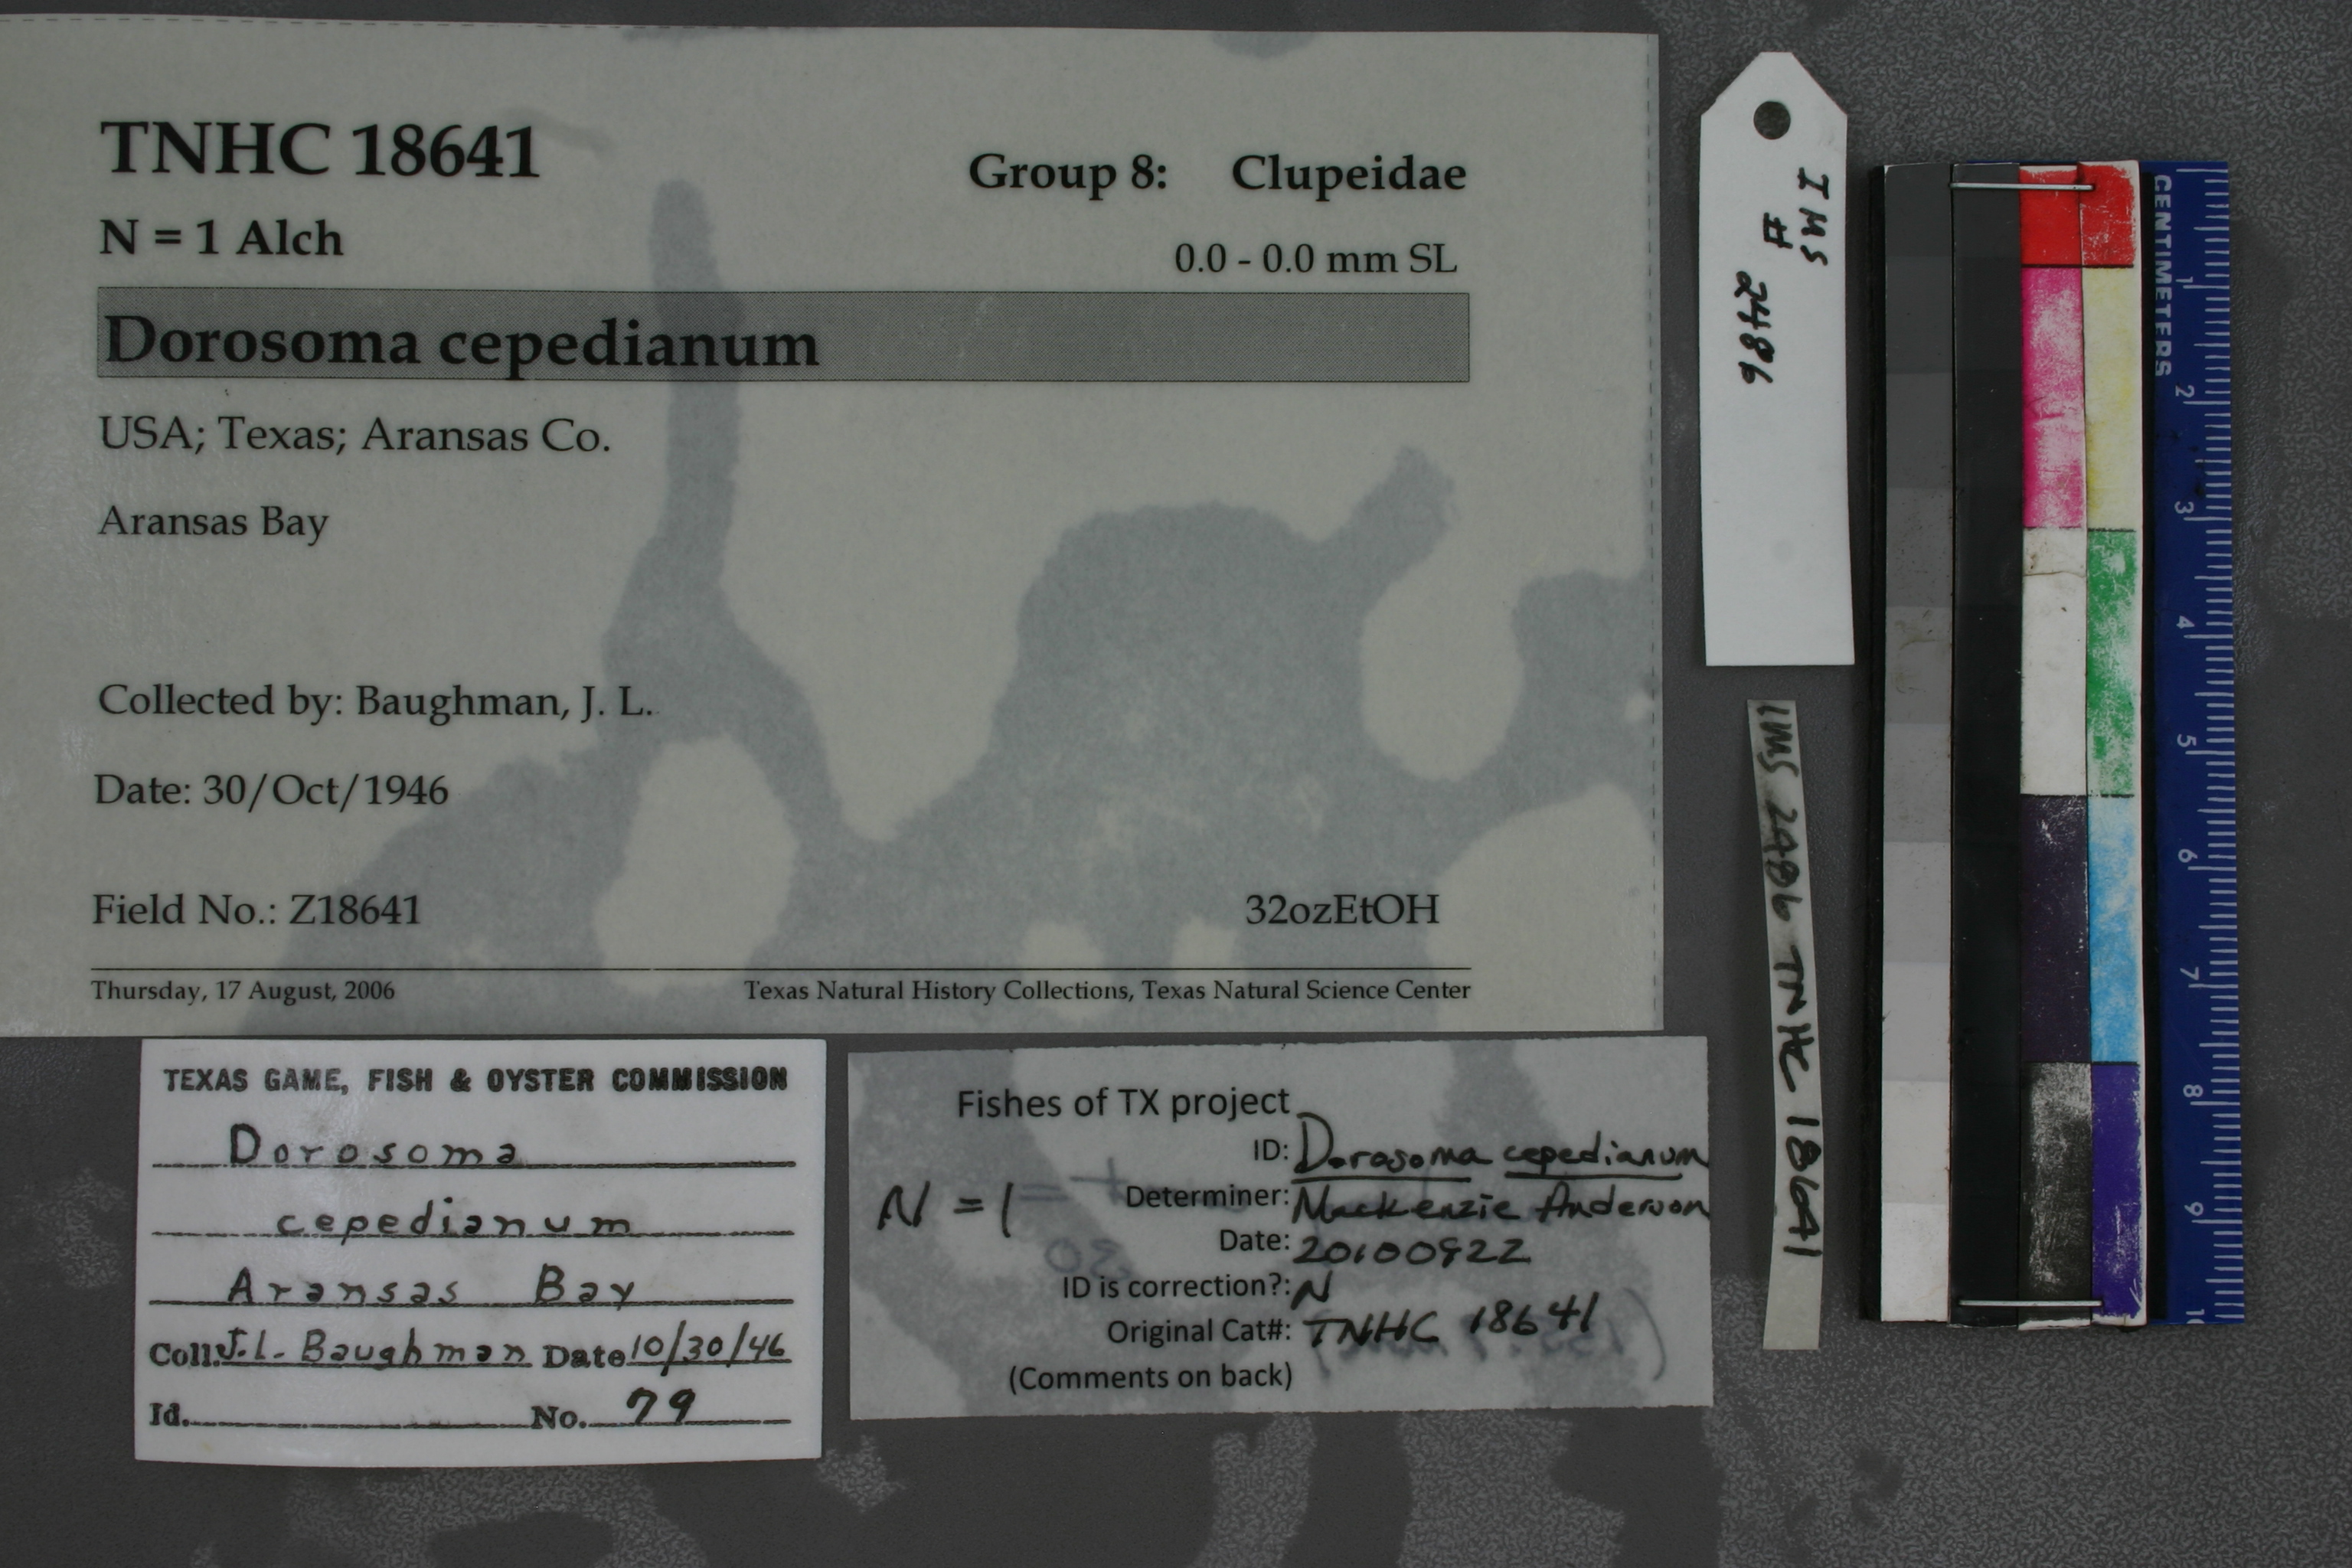 TNHC 18641
Group 8: Clupeidae
N = 1 Alch
0.0 - 0.0 mm SL
Dorosoma cepedianum
USA; Texas; Aransas Co.
Aransas Bay
Collected by: Baughman, J. L.
Date: 30/Oct/1946
Field No.: Z18641
32ozEtOH
Thursday, 17 August, 2006
Texas Natural History Collections, Texas Natural Science Center
TEXAS GAME, FISH & OYSTER COMMISSION
Dorosoma
cepedianum
Aransas Bay
Coll. J.L. Baughman Date 10/30/46
Id. No. 79
Fishes of TX project
ID: Dorosoma cepedianum
N = 1
Determiner: Mackenzie Anderson
Date: 20100922
ID is correction?: N
Original Cat#: TNHC 18641
(Comments on back)
IMS
#
2486
IMS 2486 TNHC 18641
CENTIMETERS
1
2
3
4
5
6
7
8
9